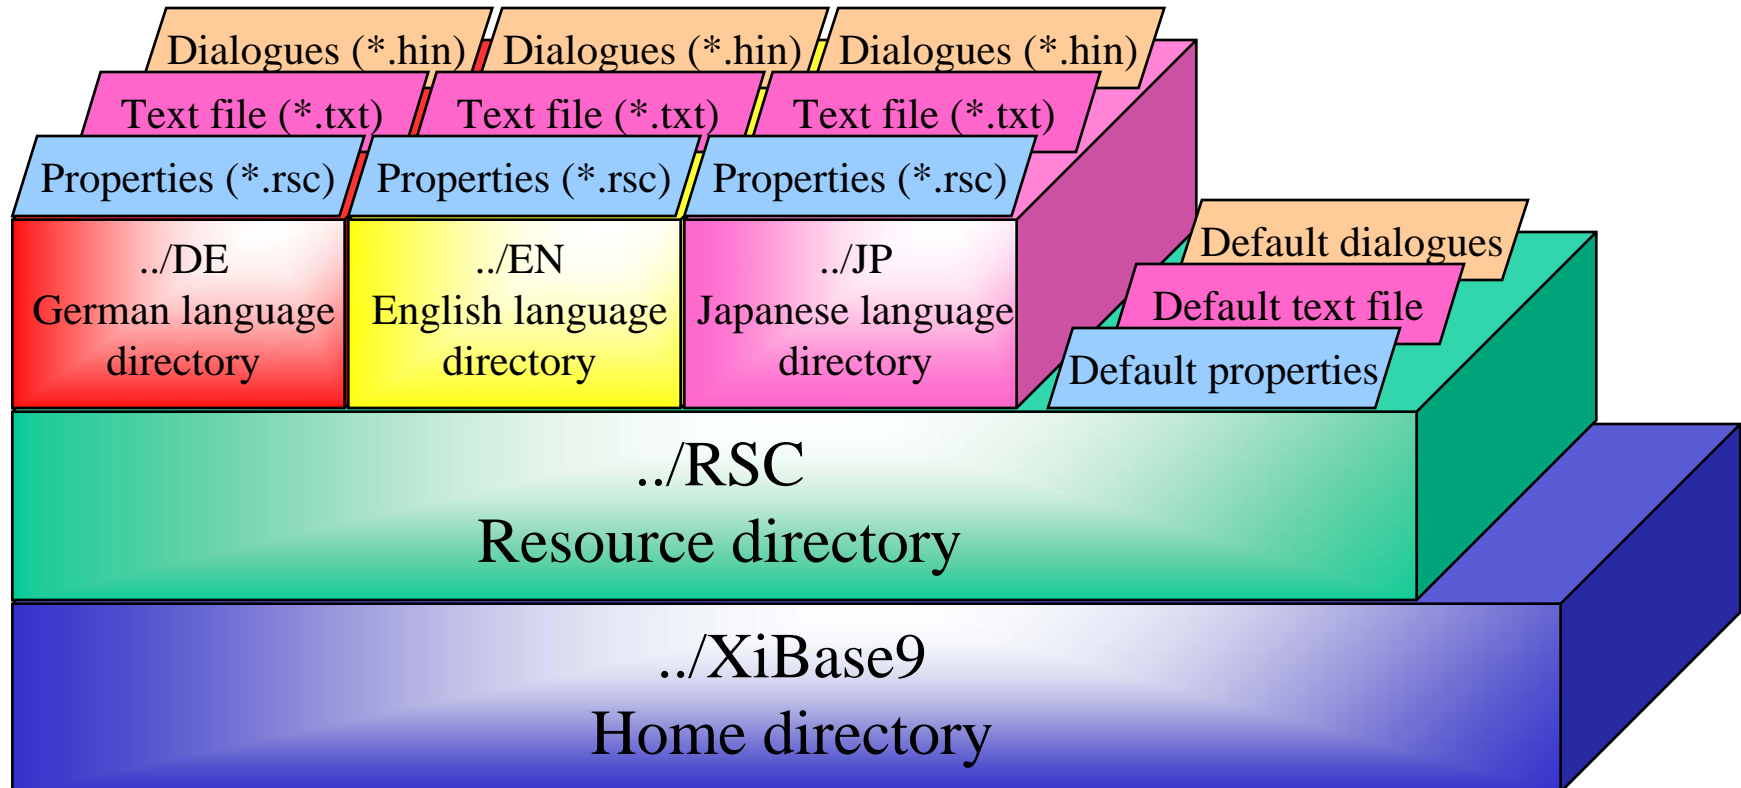 Dialogues (*.hin) Dialogues (*.hin) Dialogues (*.hin)
Text file (*.txt) Text file (*.txt) Text file (*.txt)
Properties (*.rsc) Properties (*.rsc) Properties (*.rsc)
../DE
German language
directory
../EN
English language
directory
../JP
Japanese language
directory
Default dialogues
Default text file
Default properties
../RSC
Resource directory
../XiBase9
Home directory